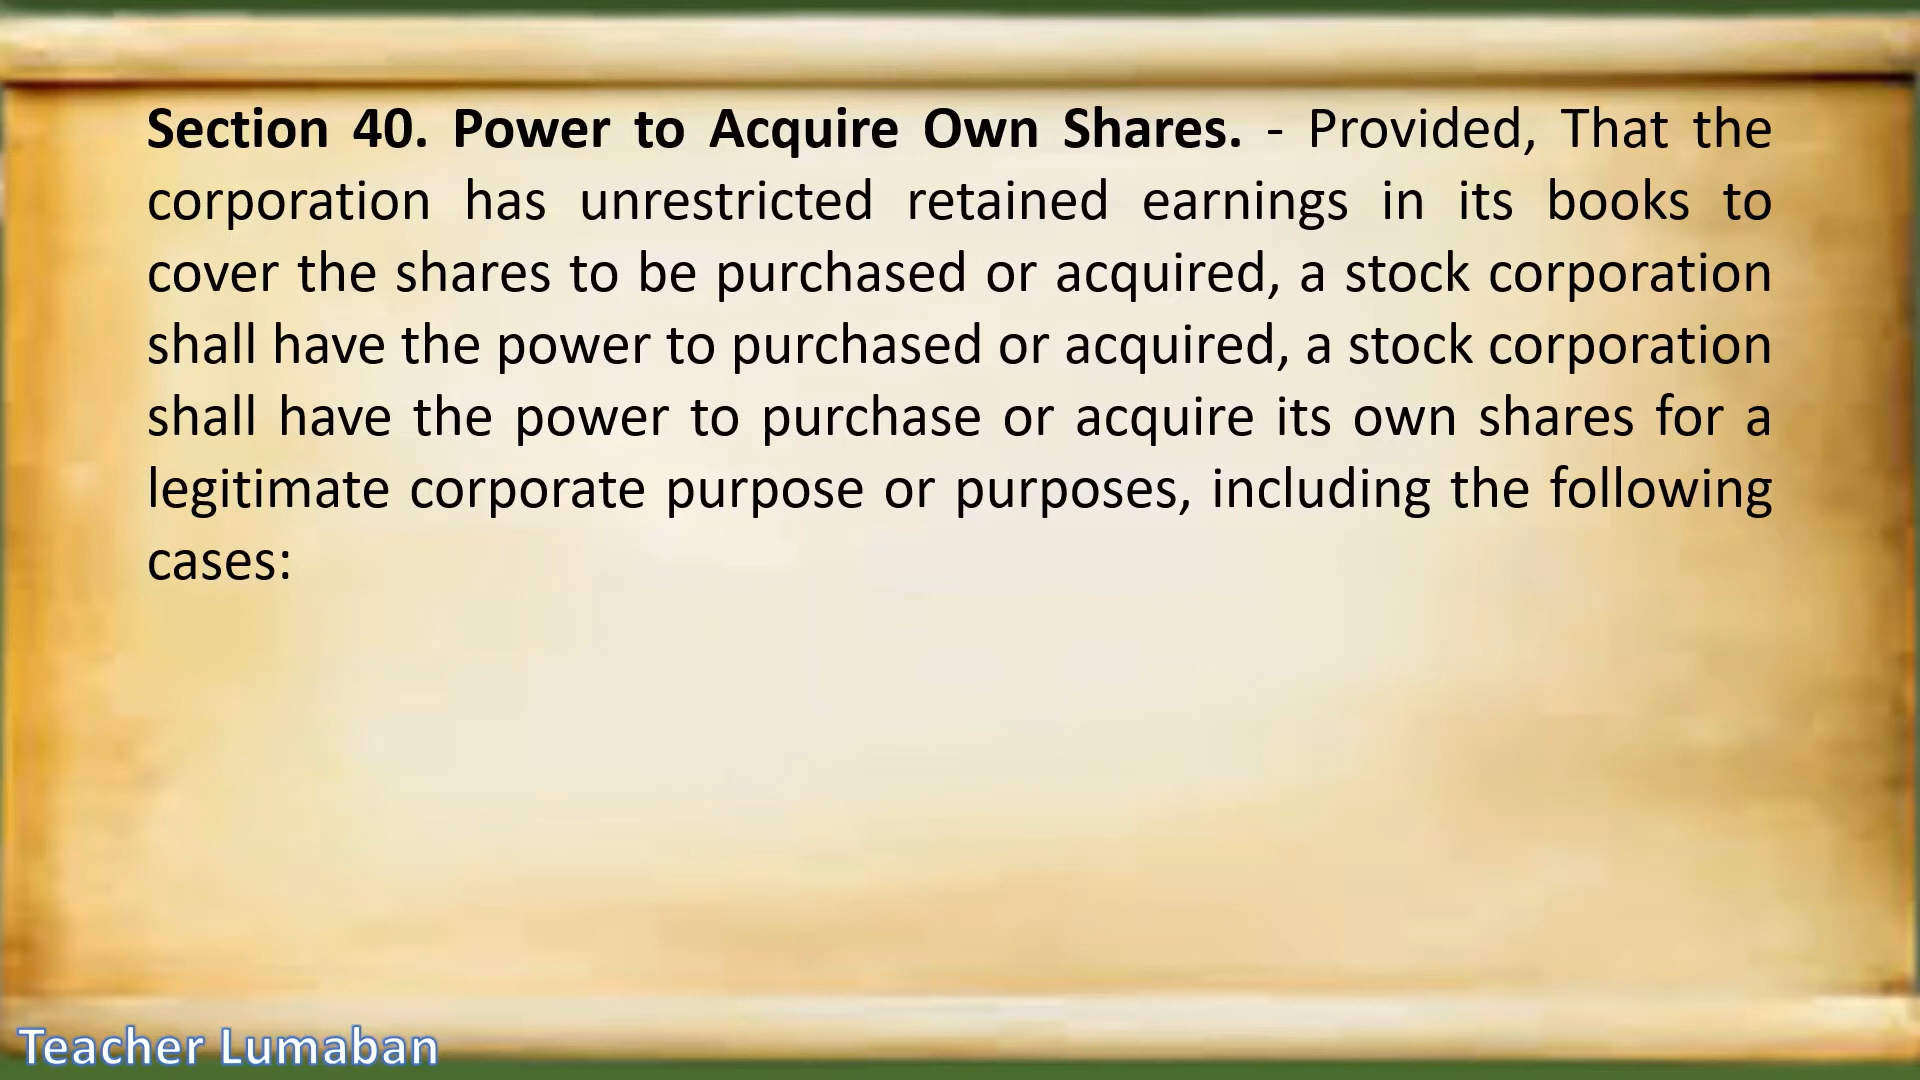 Section 40. Power to Acquire Own Shares. - Provided, That the
corporation has unrestricted retained earnings in its books to
cover the shares to be purchased or acquired, a stock corporation
shall have the power to purchased or acquired, a stock corporation
shall have the power to purchase or acquire its own shares for a
legitimate corporate purpose or purposes, including the following
cases:
Teacher Lumaban